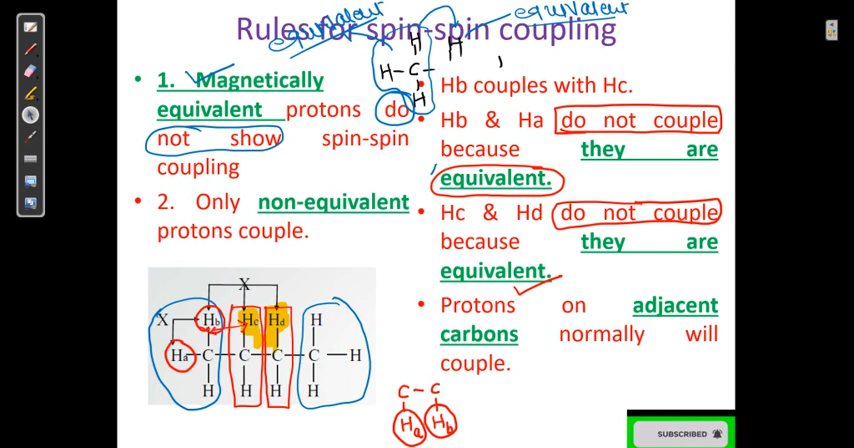 equivalent
equivalent
Rules for spin-spin coupling
H
H
H-C-
H
1. Magnetically
equivalent protons do
not show spin-spin
coupling
2. Only non-equivalent
protons couple.
Hb couples with Hc.
Hb & Ha do not couple
because they are
equivalent.
Hc & Hd do not couple
because they are
equivalent.
Protons on adjacent
carbons normally will
couple.
X
X Hb Hc Hd H
Ha C C C C H
H H H H
C - C
Ha Hb
SUBSCRIBED